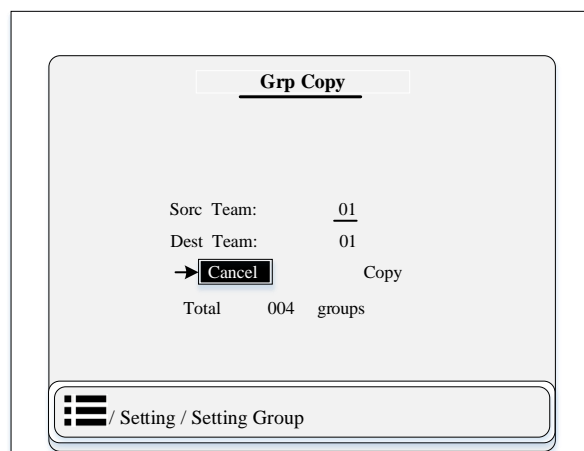 Grp Copy
Sorc Team: 01
Dest Team: 01
Cancel Copy
Total 004 groups
/ Setting / Setting Group